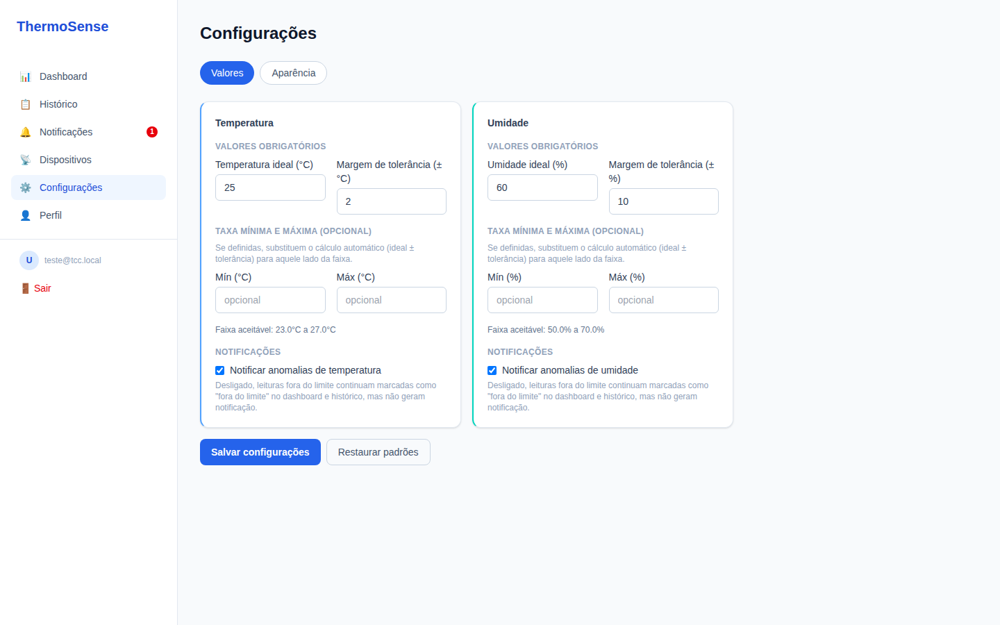 ThermoSense
Dashboard
Histórico
Notificações 1
Dispositivos
Configurações
Perfil
U teste@tcc.local
Sair
Configurações
Valores Aparência
Temperatura
VALORES OBRIGATÓRIOS
Temperatura ideal (°C)
25
Margem de tolerância (±
°C)
2
TAXA MÍNIMA E MÁXIMA (OPCIONAL)
Se definidas, substituem o cálculo automático (ideal ±
tolerância) para aquele lado da faixa.
Mín (°C) Máx (°C)
opcional opcional
Faixa aceitável: 23.0°C a 27.0°C
NOTIFICAÇÕES
Notificar anomalias de temperatura
Desligado, leituras fora do limite continuam marcadas como
"fora do limite" no dashboard e histórico, mas não geram
notificação.
Umidade
VALORES OBRIGATÓRIOS
Umidade ideal (%)
60
Margem de tolerância (±
%)
10
TAXA MÍNIMA E MÁXIMA (OPCIONAL)
Se definidas, substituem o cálculo automático (ideal ±
tolerância) para aquele lado da faixa.
Mín (%) Máx (%)
opcional opcional
Faixa aceitável: 50.0% a 70.0%
NOTIFICAÇÕES
Notificar anomalias de umidade
Desligado, leituras fora do limite continuam marcadas como
"fora do limite" no dashboard e histórico, mas não geram
notificação.
Salvar configurações Restaurar padrões